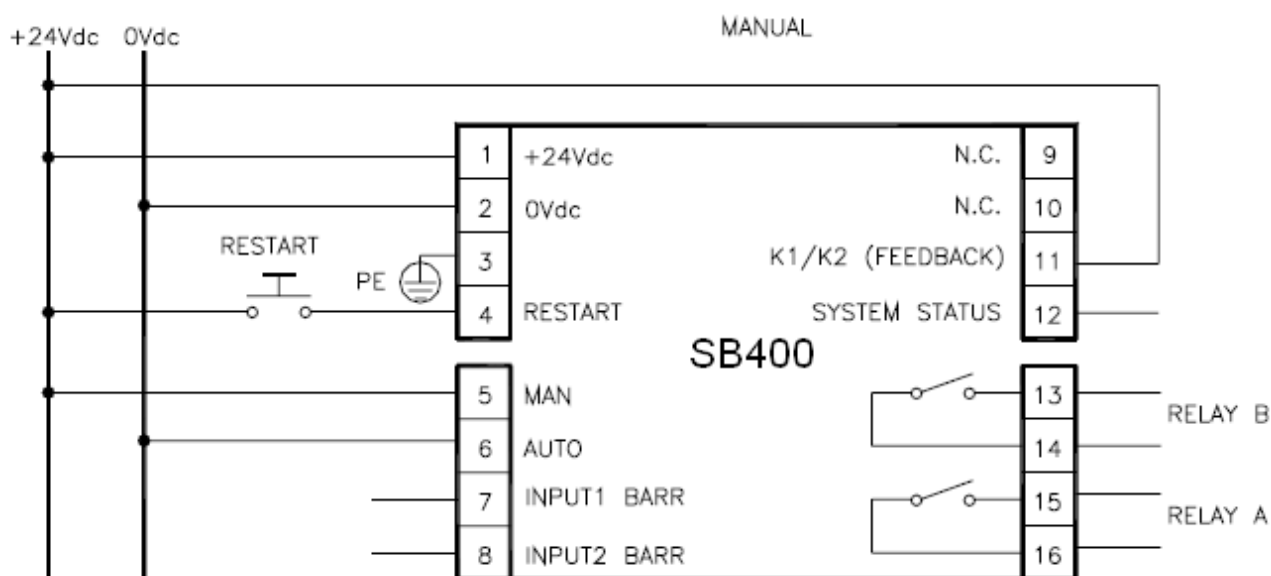 +24Vdc 0Vdc
MANUAL
1 +24Vdc N.C. 9
2 0Vdc N.C. 10
RESTART
PE 3 K1/K2 (FEEDBACK) 11
4 RESTART SYSTEM STATUS 12
SB400
5 MAN 13
RELAY B
6 AUTO 14
7 INPUT1 BARR 15
RELAY A
8 INPUT2 BARR 16